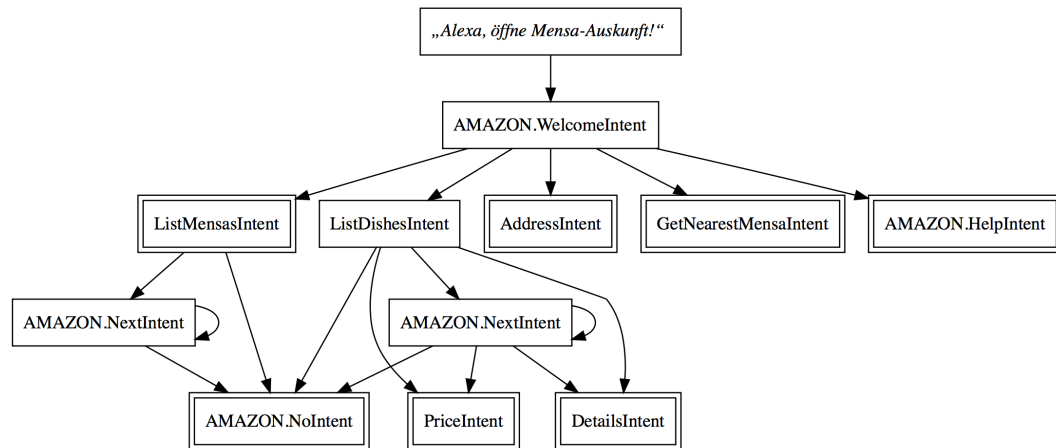 „Alexa, öffne Mensa-Auskunft!“
AMAZON.WelcomeIntent
ListMensasIntent
ListDishesIntent
AddressIntent
GetNearestMensaIntent
AMAZON.HelpIntent
AMAZON.NextIntent
AMAZON.NextIntent
AMAZON.NoIntent
PriceIntent
DetailsIntent